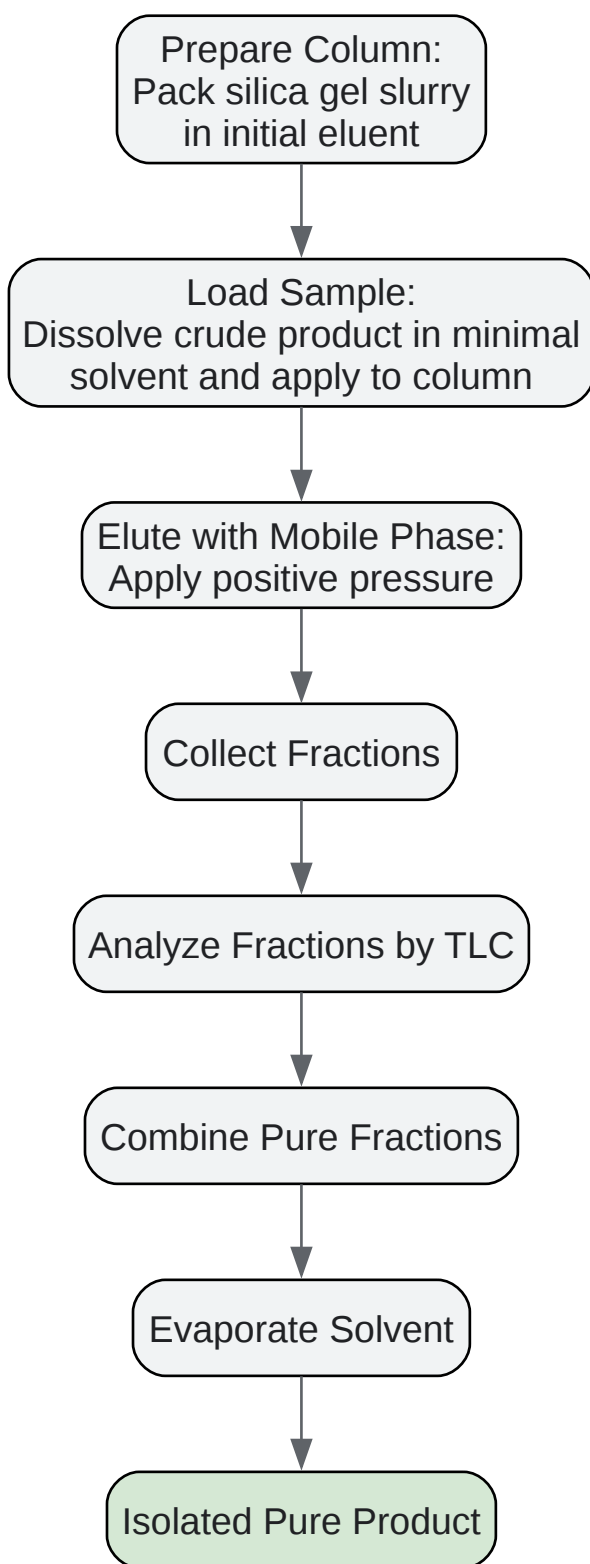 Prepare Column:
Pack silica gel slurry
in initial eluent
Load Sample:
Dissolve crude product in minimal
solvent and apply to column
Elute with Mobile Phase:
Apply positive pressure
Collect Fractions
Analyze Fractions by TLC
Combine Pure Fractions
Evaporate Solvent
Isolated Pure Product